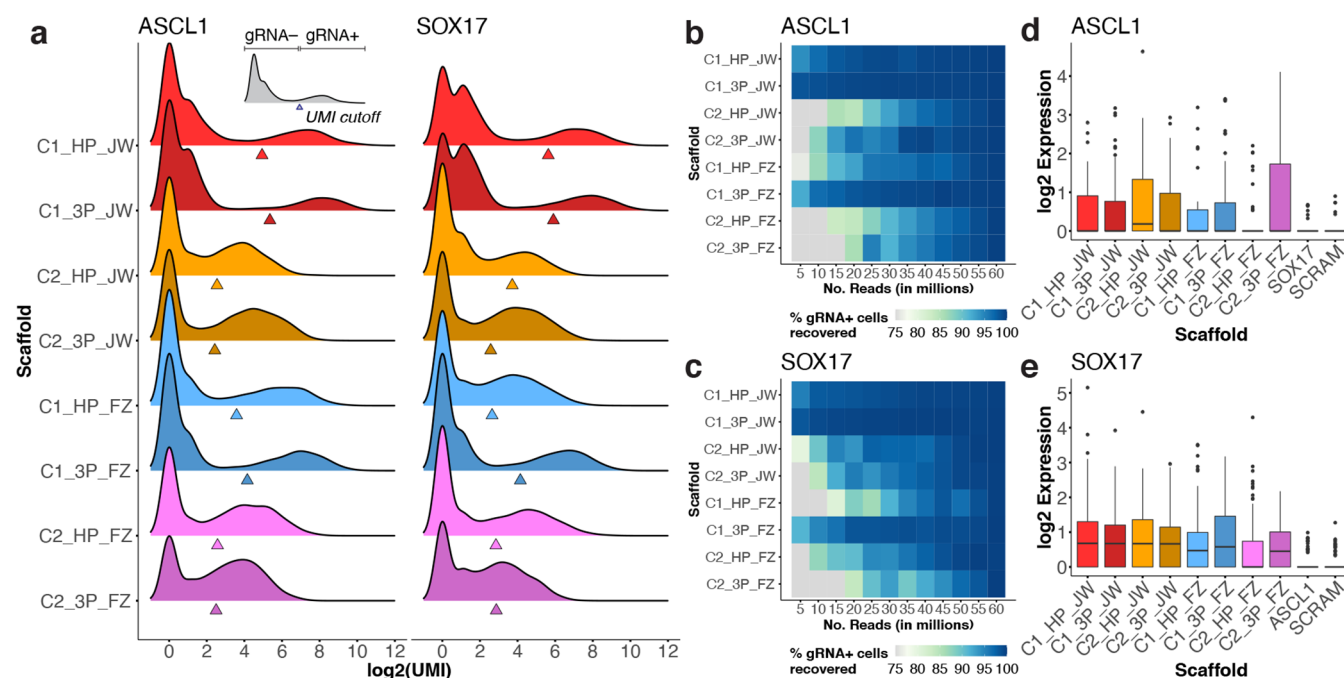 a
ASCL1
SOX17
gRNA– gRNA+
UMI cutoff
Scaffold
C1_HP_JW
C1_3P_JW
C2_HP_JW
C2_3P_JW
C1_HP_FZ
C1_3P_FZ
C2_HP_FZ
C2_3P_FZ
0 2 4 6 8 10 12
0 2 4 6 8 10 12
log2(UMI)
b
ASCL1
Scaffold
C1_HP_JW
C1_3P_JW
C2_HP_JW
C2_3P_JW
C1_HP_FZ
C1_3P_FZ
C2_HP_FZ
C2_3P_FZ
5 10 15 20 25 30 35 40 45 50 55 60
No. Reads (in millions)
% gRNA+ cells
recovered
75 80 85 90 95 100
c
SOX17
Scaffold
C1_HP_JW
C1_3P_JW
C2_HP_JW
C2_3P_JW
C1_HP_FZ
C1_3P_FZ
C2_HP_FZ
C2_3P_FZ
5 10 15 20 25 30 35 40 45 50 55 60
No. Reads (in millions)
% gRNA+ cells
recovered
75 80 85 90 95 100
d
ASCL1
log2 Expression
4
3
2
1
0
C1_HP_JW
C1_3P_JW
C2_HP_JW
C2_3P_JW
C1_HP_FZ
C1_3P_FZ
C2_HP_FZ
C2_3P_FZ
SOX17
SCRAM
Scaffold
e
SOX17
log2 Expression
5
4
3
2
1
0
C1_HP_JW
C1_3P_JW
C2_HP_JW
C2_3P_JW
C1_HP_FZ
C1_3P_FZ
C2_HP_FZ
C2_3P_FZ
ASCL1
SCRAM
Scaffold